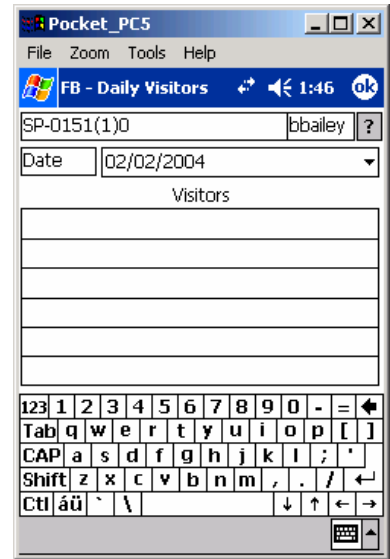 Pocket_PC5
File Zoom Tools Help
FB - Daily Visitors 1:46 ok
SP-0151(1)0 bbailey ?
Date 02/02/2004
Visitors
123 1 2 3 4 5 6 7 8 9 0 - =
Tab q w e r t y u i o p [ ]
CAP a s d f g h j k l ; '
Shift z x c v b n m , . /
Ctl áü ` \